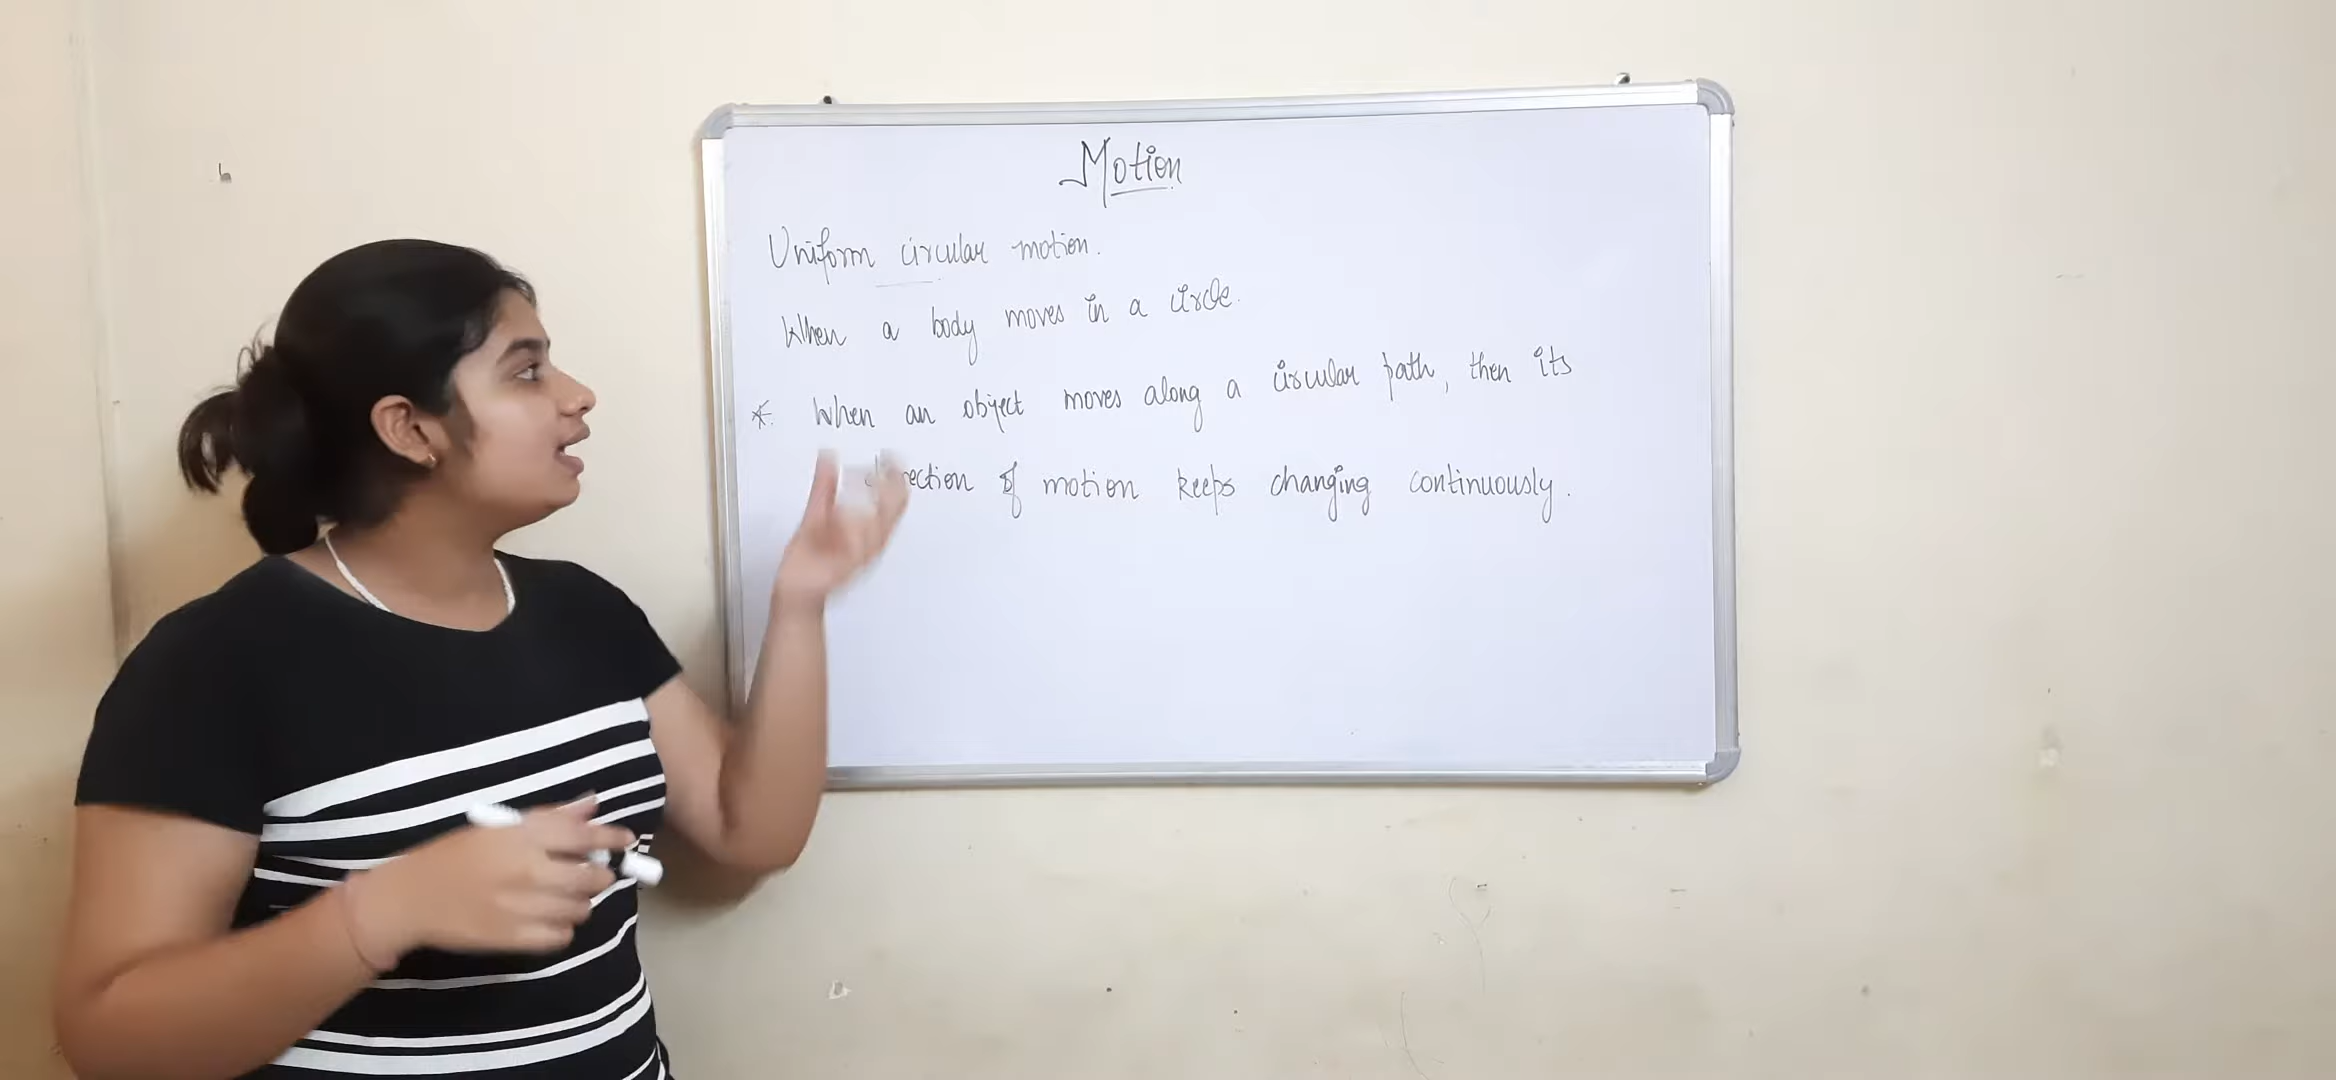 Motion
Uniform circular motion.
When a body moves in a circle.
* When an object moves along a circular path, then its
direction of motion keeps changing continuously.